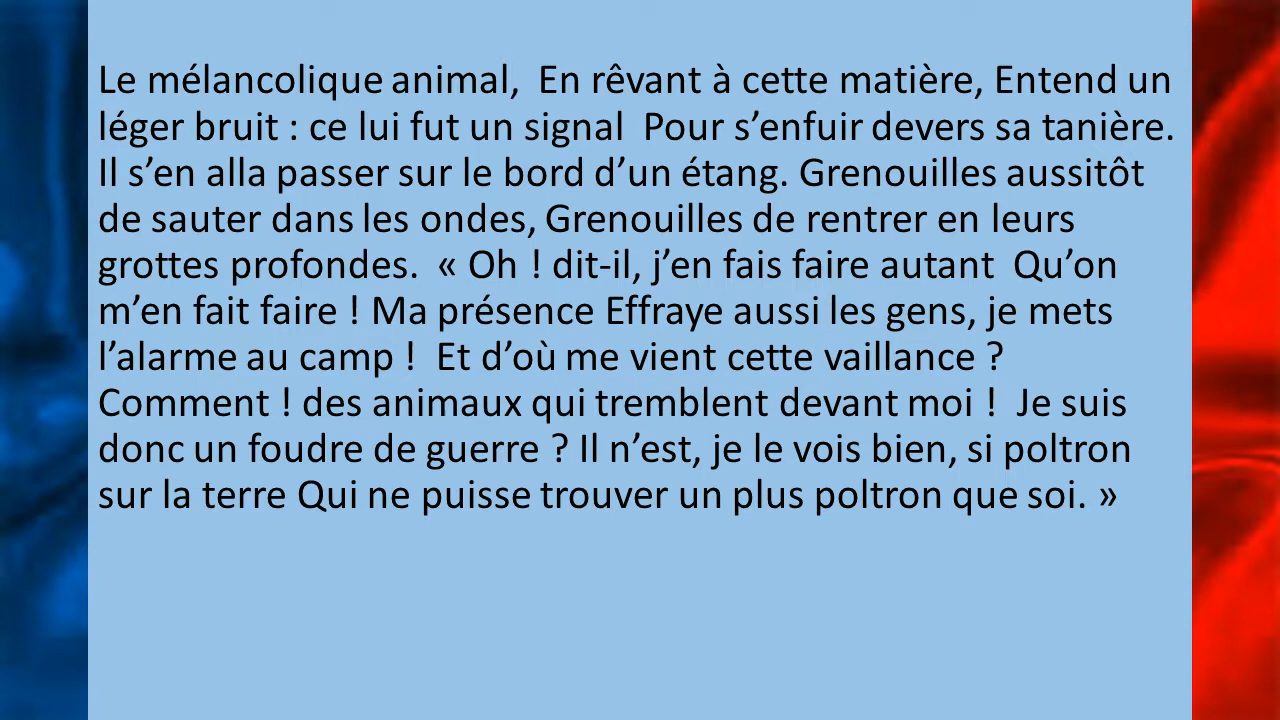 Le mélancolique animal,  En rêvant à cette matière, Entend un
léger bruit : ce lui fut un signal  Pour s’enfuir devers sa tanière.
Il s’en alla passer sur le bord d’un étang. Grenouilles aussitôt
de sauter dans les ondes, Grenouilles de rentrer en leurs
grottes profondes.  « Oh ! dit-il, j’en fais faire autant  Qu’on
m’en fait faire ! Ma présence Effraye aussi les gens, je mets
l’alarme au camp !  Et d’où me vient cette vaillance ?
Comment ! des animaux qui tremblent devant moi !  Je suis
donc un foudre de guerre ? Il n’est, je le vois bien, si poltron
sur la terre Qui ne puisse trouver un plus poltron que soi. »